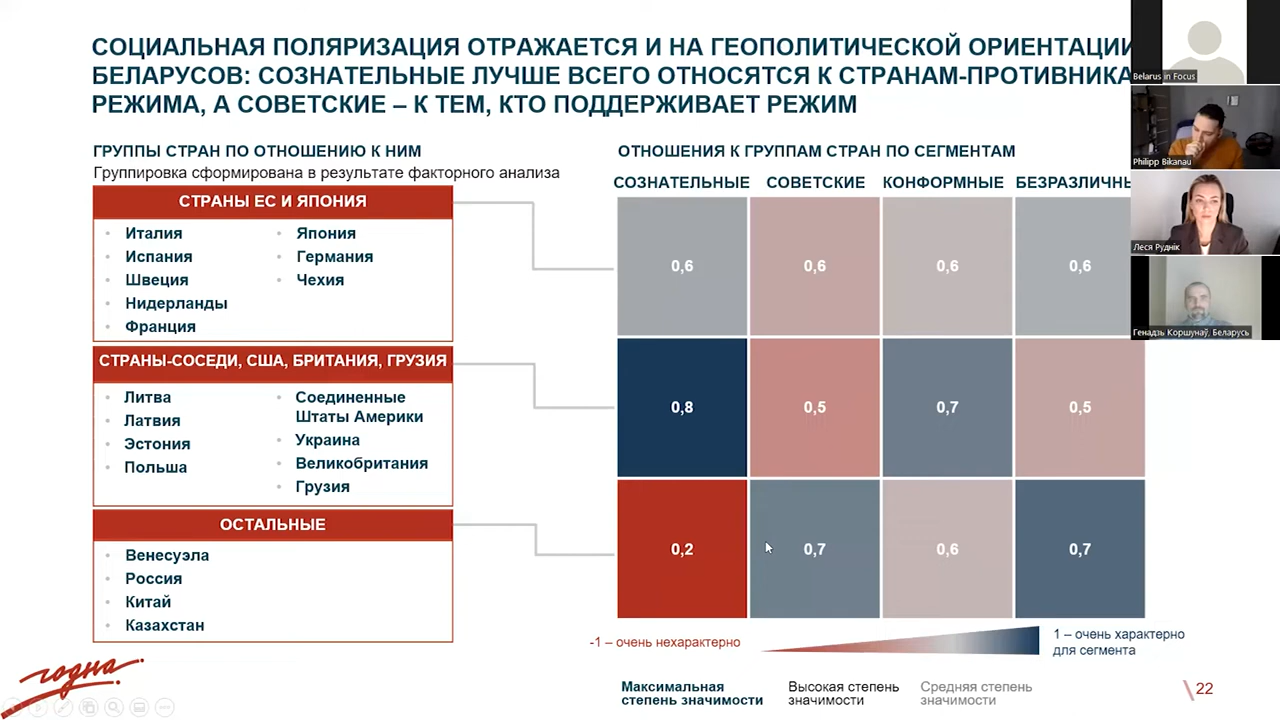 СОЦИАЛЬНАЯ ПОЛЯРИЗАЦИЯ ОТРАЖАЕТСЯ И НА ГЕОПОЛИТИЧЕСКОЙ ОРИЕНТАЦИИ
БЕЛАРУСОВ: СОЗНАТЕЛЬНЫЕ ЛУЧШЕ ВСЕГО ОТНОСЯТСЯ К СТРАНАМ-ПРОТИВНИКА
РЕЖИМА, А СОВЕТСКИЕ – К ТЕМ, КТО ПОДДЕРЖИВАЕТ РЕЖИМ
ГРУППЫ СТРАН ПО ОТНОШЕНИЮ К НИМ
Группировка сформирована в результате факторного анализа
СТРАНЫ ЕС И ЯПОНИЯ
Италия
Испания
Швеция
Нидерланды
Франция
Япония
Германия
Чехия
СТРАНЫ-СОСЕДИ, США, БРИТАНИЯ, ГРУЗИЯ
Литва
Латвия
Эстония
Польша
Соединенные
Штаты Америки
Украина
Великобритания
Грузия
ОСТАЛЬНЫЕ
Венесуэла
Россия
Китай
Казахстан
ОТНОШЕНИЯ К ГРУППАМ СТРАН ПО СЕГМЕНТАМ
СОЗНАТЕЛЬНЫЕ СОВЕТСКИЕ КОНФОРМНЫЕ БЕЗРАЗЛИЧН
0,6 0,6 0,6 0,6
0,8 0,5 0,7 0,5
0,2 0,7 0,6 0,7
-1 – очень нехарактерно
1 – очень характерно
для сегмента
Максимальная
степень значимости
Высокая степень
значимости
Средняя степень
значимости
22
годна
Belarus in Focus
Philipp Bikanau
Леся Руднік
Генадзь Коршунаў, Беларусь